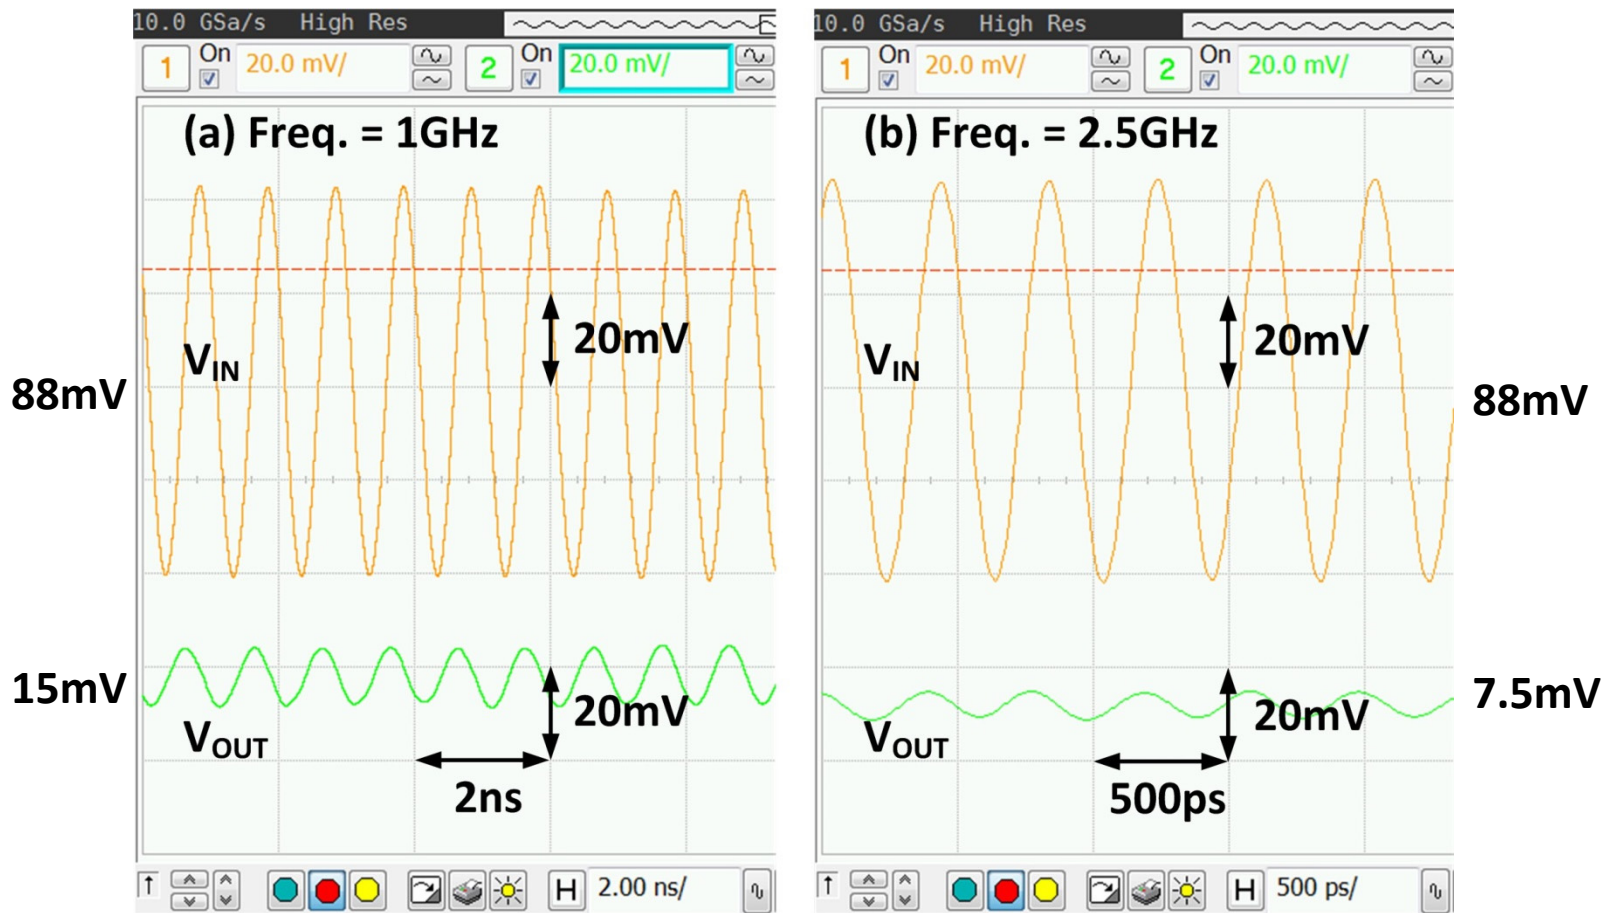 10.0 GSa/s High Res
1 On 20.0 mV/ 2 On 20.0 mV/
(a) Freq. = 1GHz
20mV
VIN
88mV
15mV
20mV
VOUT
2ns
H 2.00 ns/
10.0 GSa/s High Res
1 On 20.0 mV/ 2 On 20.0 mV/
(b) Freq. = 2.5GHz
20mV
VIN
88mV
7.5mV
20mV
VOUT
500ps
H 500 ps/